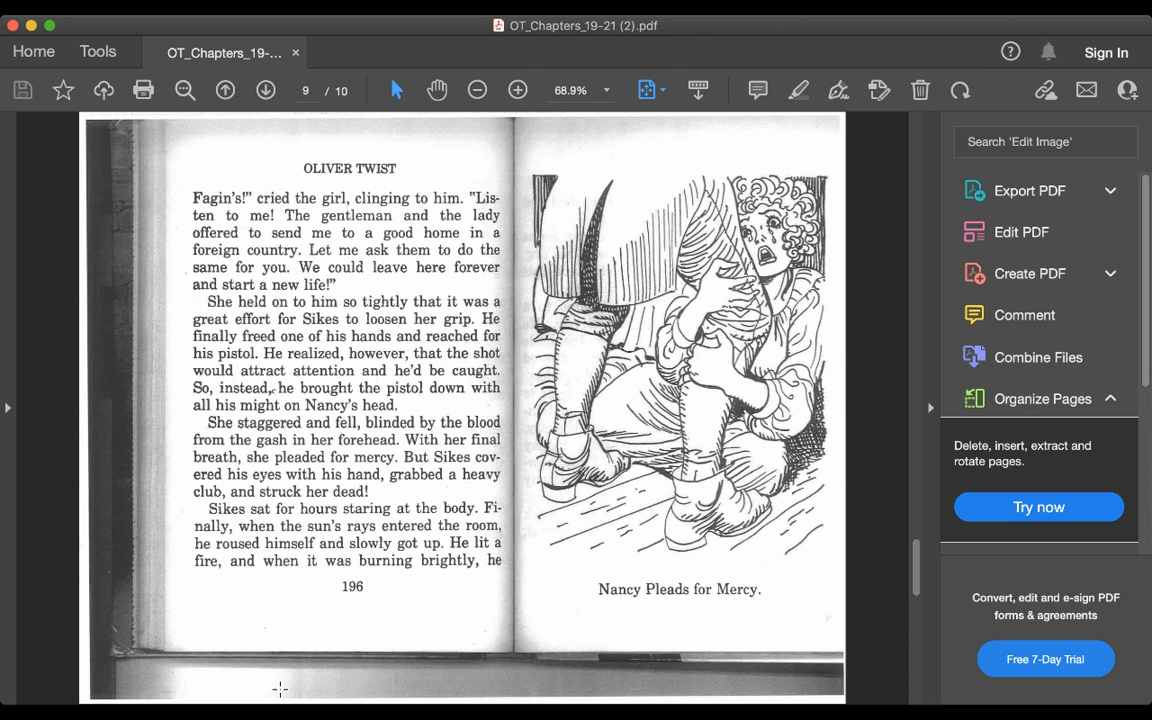 OT_Chapters_19-21 (2).pdf
Home Tools OT_Chapters_19-... × Sign In
9 / 10 68.9%
OLIVER TWIST
Fagin's!" cried the girl, clinging to him. "Lis-
ten to me! The gentleman and the lady
offered to send me to a good home in a
foreign country. Let me ask them to do the
same for you. We could leave here forever
and start a new life!"
She held on to him so tightly that it was a
great effort for Sikes to loosen her grip. He
finally freed one of his hands and reached for
his pistol. He realized, however, that the shot
would attract attention and he'd be caught.
So, instead, he brought the pistol down with
all his might on Nancy's head.
She staggered and fell, blinded by the blood
from the gash in her forehead. With her final
breath, she pleaded for mercy. But Sikes cov-
ered his eyes with his hand, grabbed a heavy
club, and struck her dead!
Sikes sat for hours staring at the body. Fi-
nally, when the sun's rays entered the room,
he roused himself and slowly got up. He lit a
fire, and when it was burning brightly, he
196
Nancy Pleads for Mercy.
Search 'Edit Image'
Export PDF
Edit PDF
Create PDF
Comment
Combine Files
Organize Pages
Delete, insert, extract and
rotate pages.
Try now
Convert, edit and e-sign PDF
forms & agreements
Free 7-Day Trial